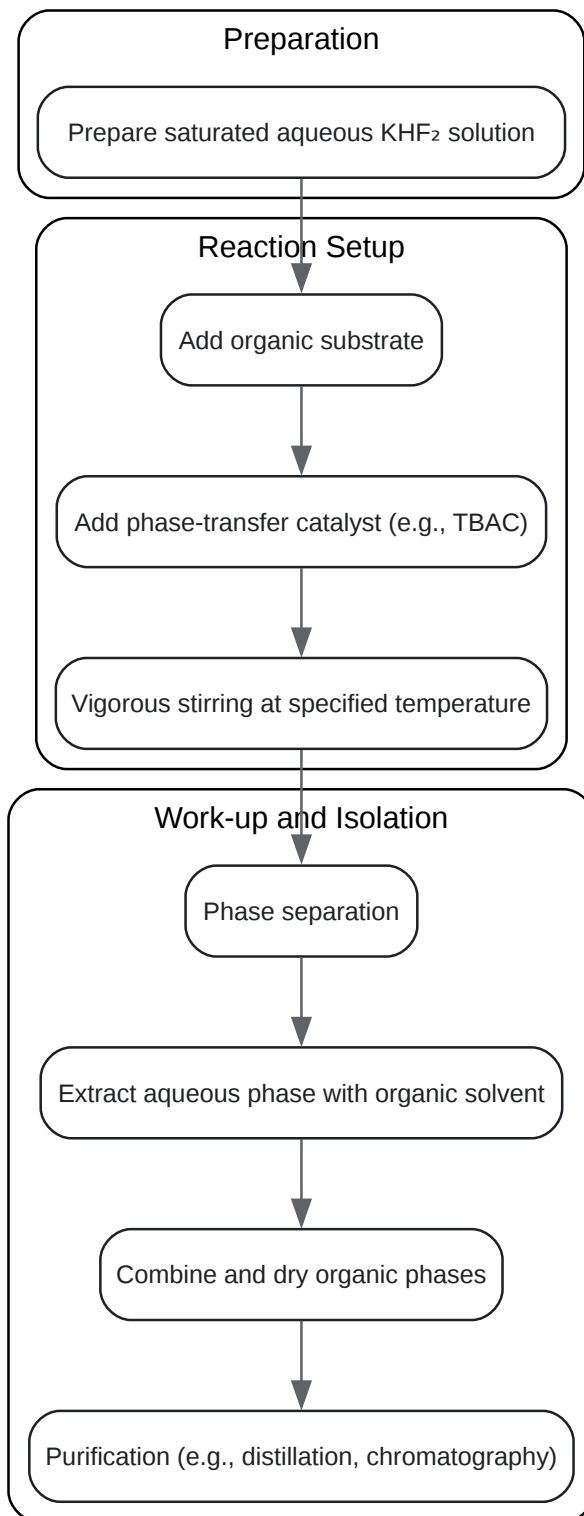 Preparation
Prepare saturated aqueous KHF₂ solution
Reaction Setup
Add organic substrate
Add phase-transfer catalyst (e.g., TBAC)
Vigorous stirring at specified temperature
Work-up and Isolation
Phase separation
Extract aqueous phase with organic solvent
Combine and dry organic phases
Purification (e.g., distillation, chromatography)